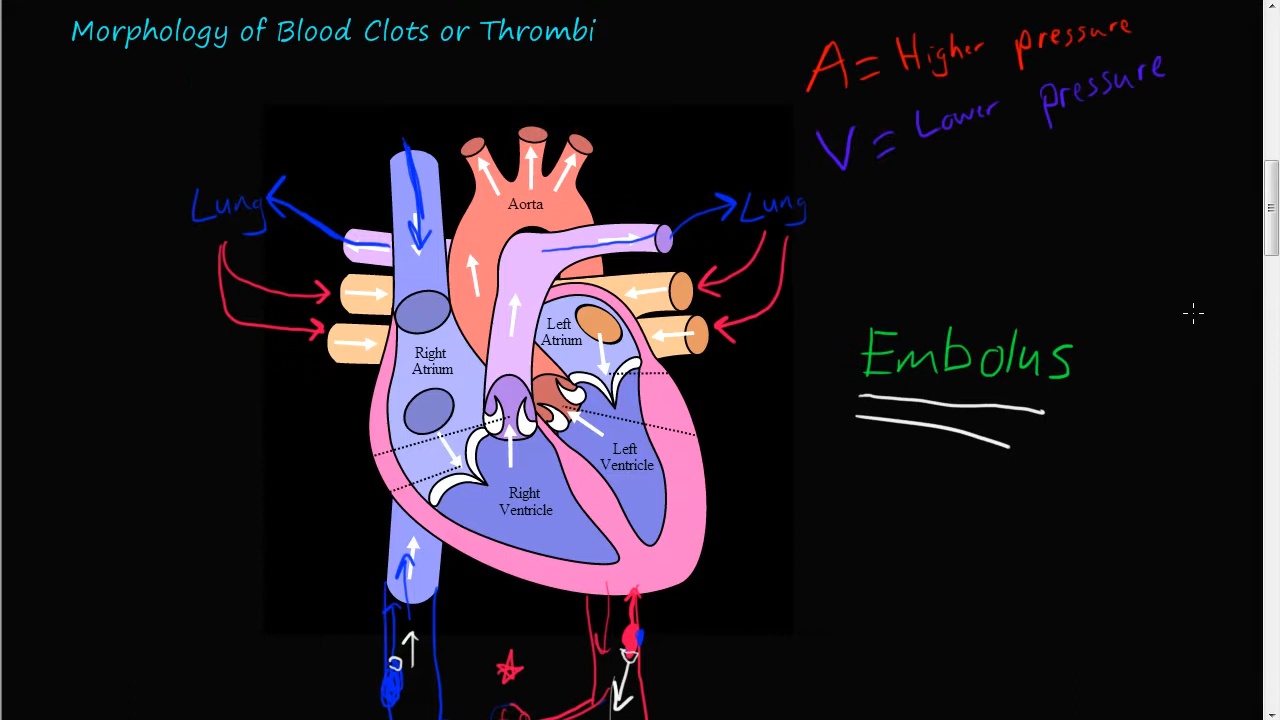 Morphology of Blood Clots or Thrombi
A = Higher pressure
V = Lower pressure
Lung
Lung
Aorta
Left
Atrium
Right
Atrium
Embolus
Left
Ventricle
Right
Ventricle